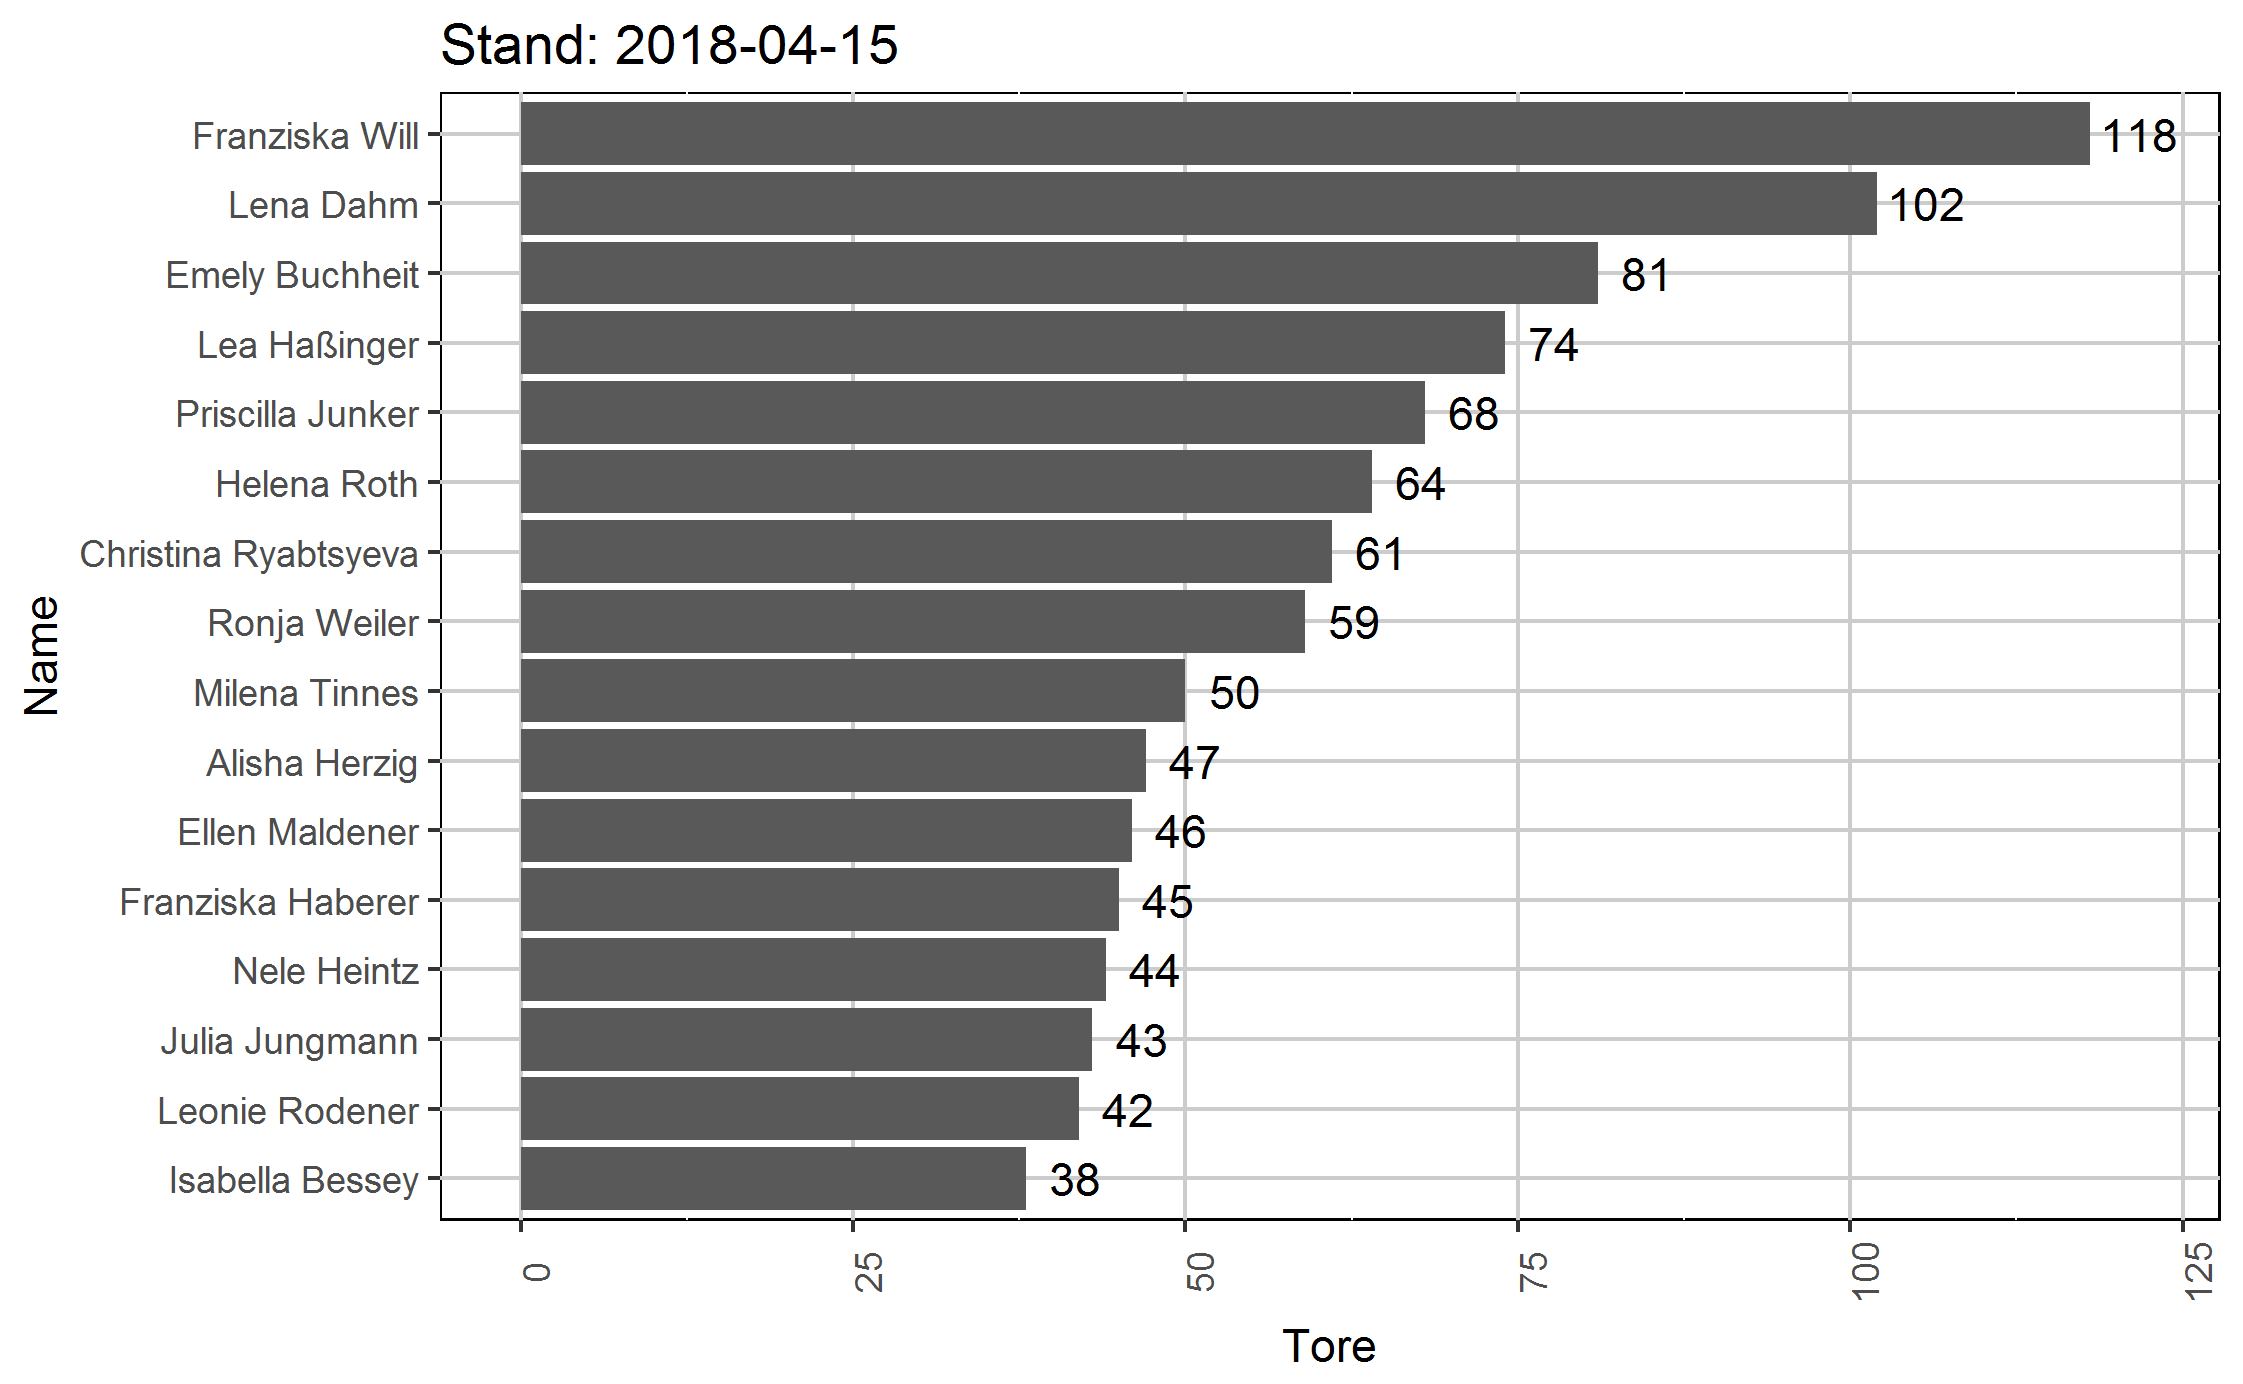 Stand: 2018-04-15
Name
Franziska Will 118
Lena Dahm 102
Emely Buchheit 81
Lea Haßinger 74
Priscilla Junker 68
Helena Roth 64
Christina Ryabtsyeva 61
Ronja Weiler 59
Milena Tinnes 50
Alisha Herzig 47
Ellen Maldener 46
Franziska Haberer 45
Nele Heintz 44
Julia Jungmann 43
Leonie Rodener 42
Isabella Bessey 38
0 25 50 75 100 125
Tore